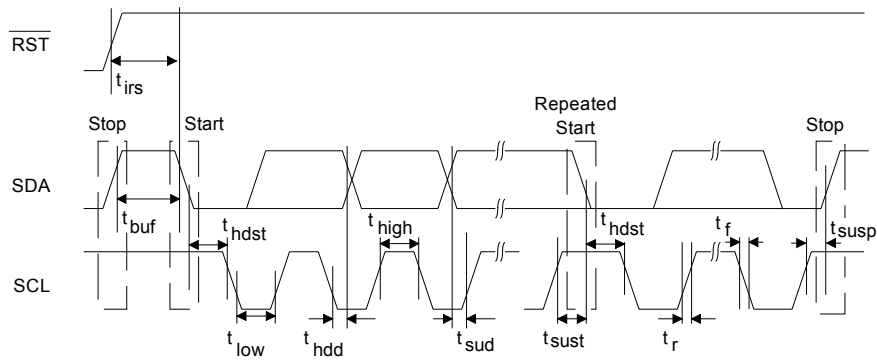 RST
t irs
Repeated
Stop Start Start Stop
SDA
t buf t hdst t high t hdst t f t susp
SCL
t low t hdd t sud t sust t r